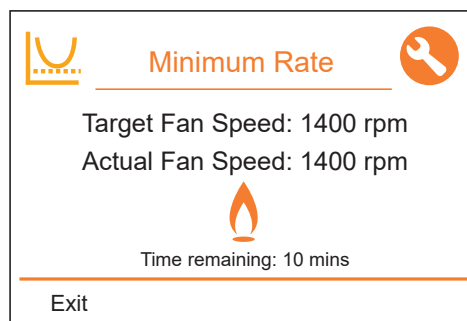 Minimum Rate
Target Fan Speed: 1400 rpm
Actual Fan Speed: 1400 rpm
Time remaining: 10 mins
Exit